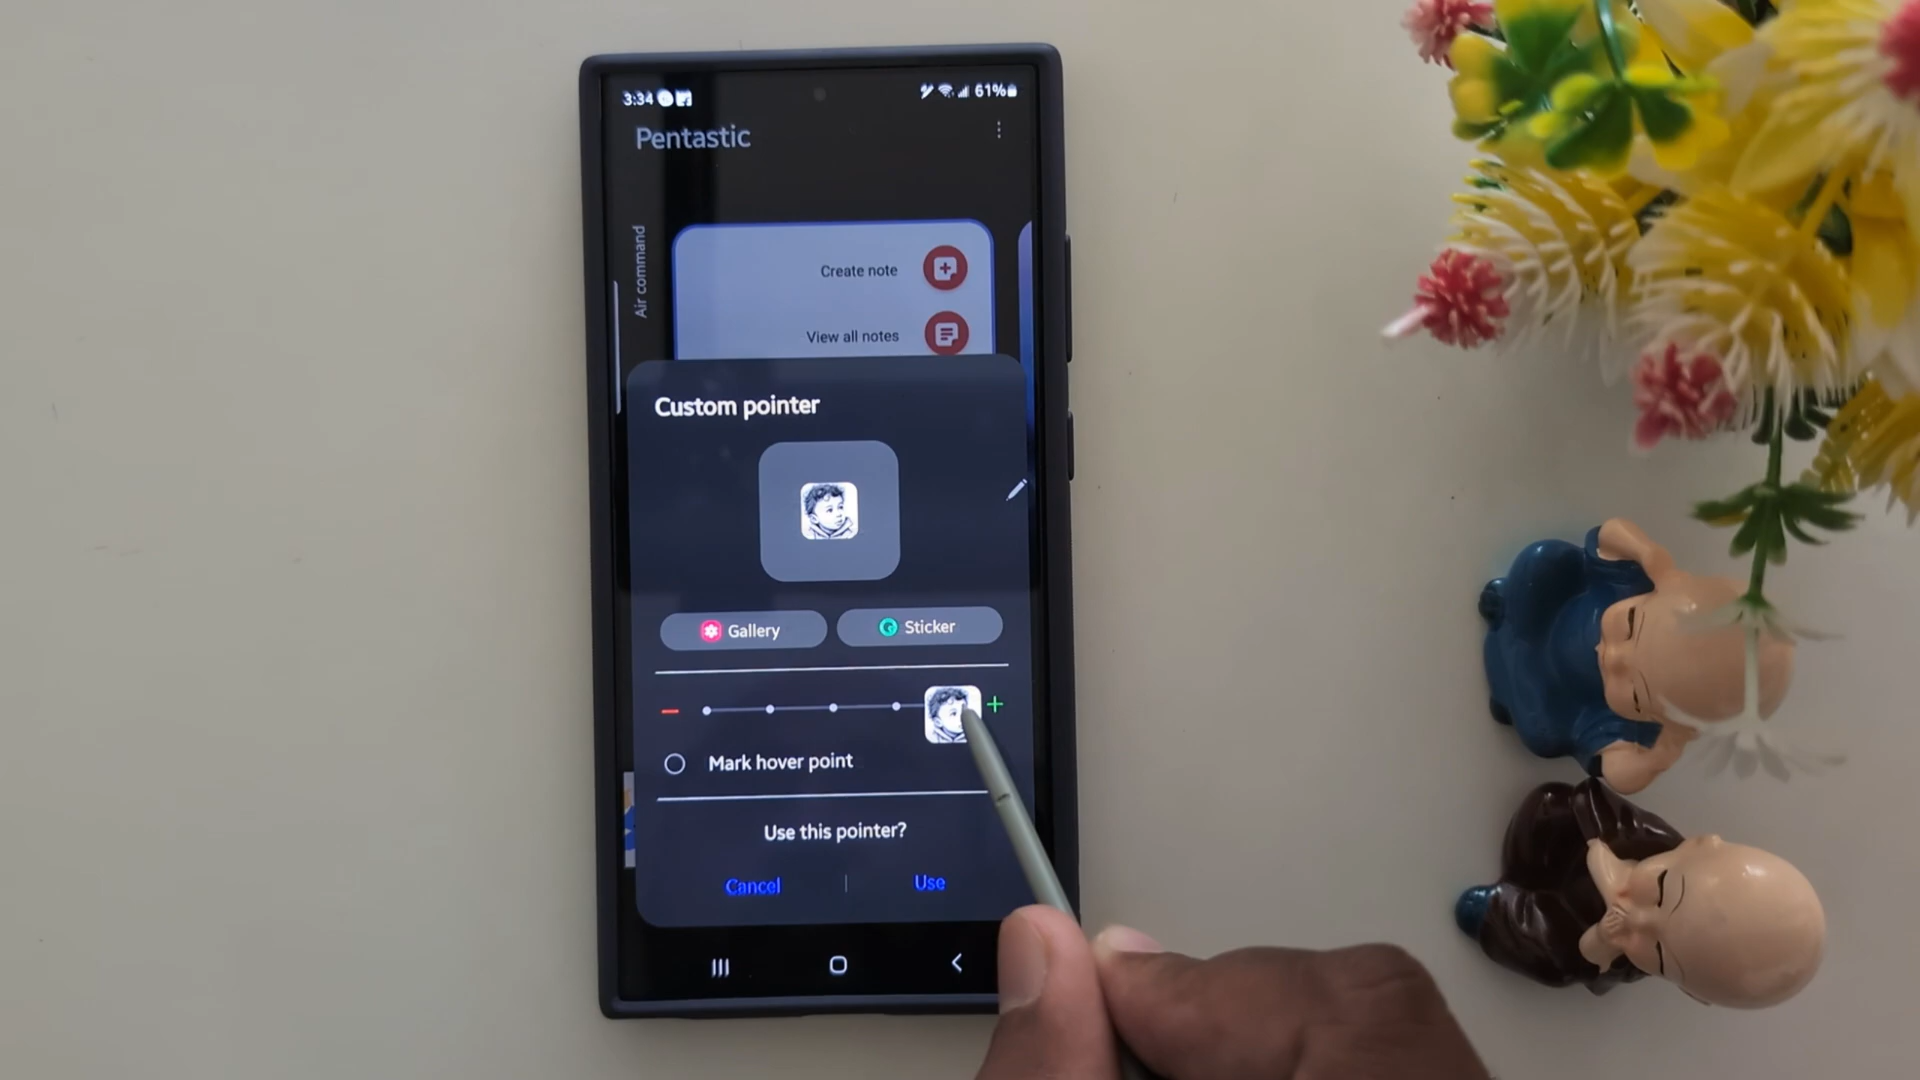 3:34 61%
Pentastic
Air command
Create note
View all notes
Custom pointer
Gallery Sticker
Mark hover point
Use this pointer?
Cancel | Use